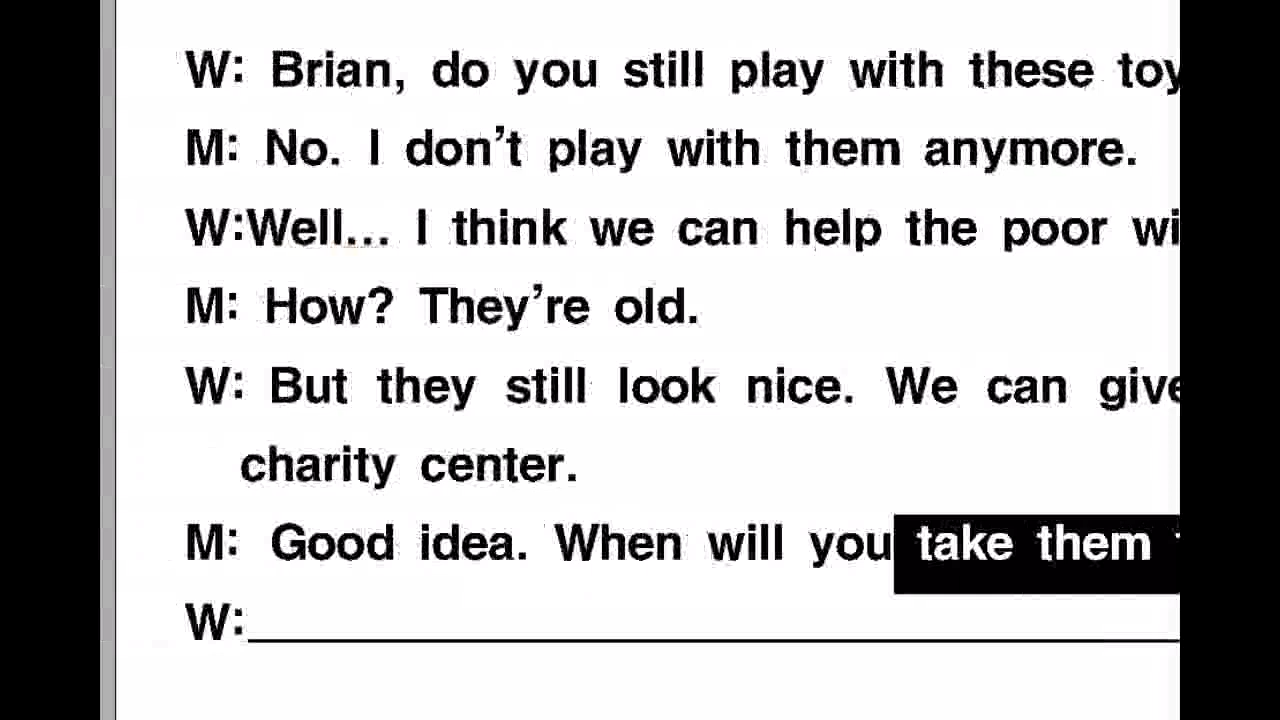 W: Brian, do you still play with these
M: No. I don't play with them anymore.
W:Well... I think we can help the poor
M: How? They're old.
W: But they still look nice. We can give
charity center.
M: Good idea. When will you take them
W: